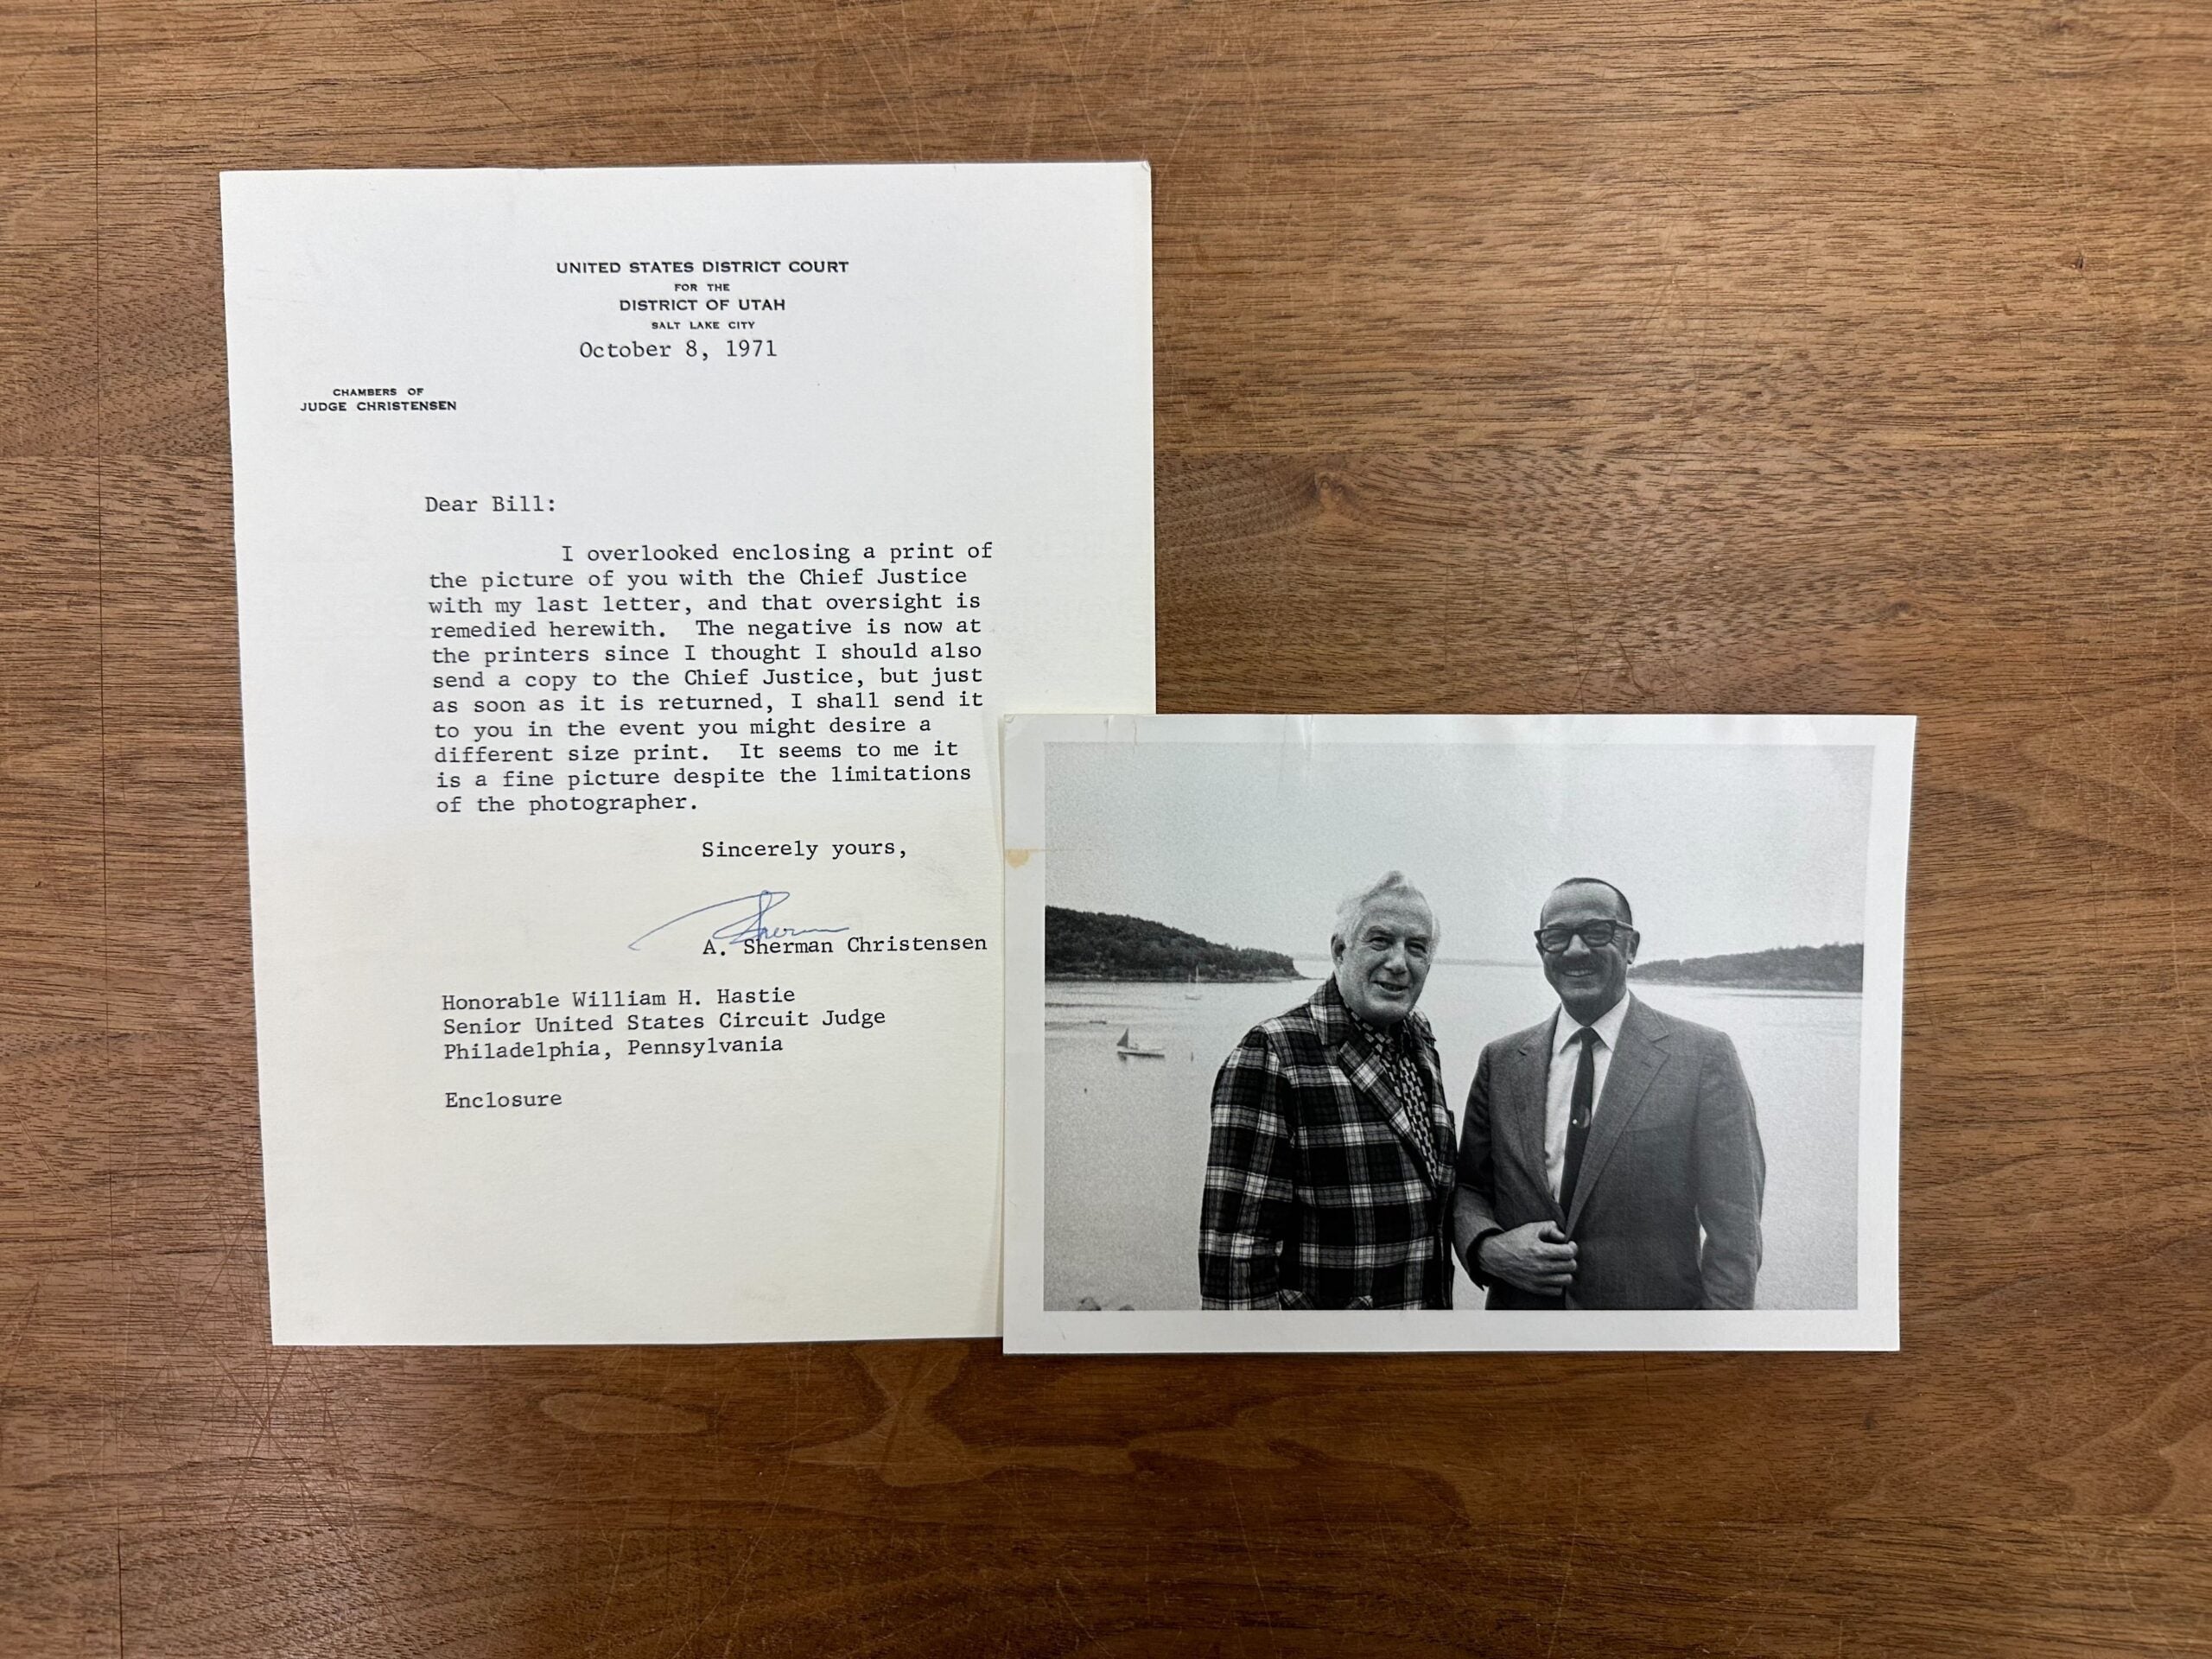 UNITED STATES DISTRICT COURT
FOR THE
DISTRICT OF UTAH
SALT LAKE CITY
October 8, 1971
CHAMBERS OF
JUDGE CHRISTENSEN
Dear Bill:
I overlooked enclosing a print of
the picture of you with the Chief Justice
with my last letter, and that oversight is
remedied herewith. The negative is now at
the printers since I thought I should also
send a copy to the Chief Justice, but just
as soon as it is returned, I shall send it
to you in the event you might desire a
different size print. It seems to me it
is a fine picture despite the limitations
of the photographer.
Sincerely yours,
Sherman
A. Sherman Christensen
Honorable William H. Hastie
Senior United States Circuit Judge
Philadelphia, Pennsylvania
Enclosure